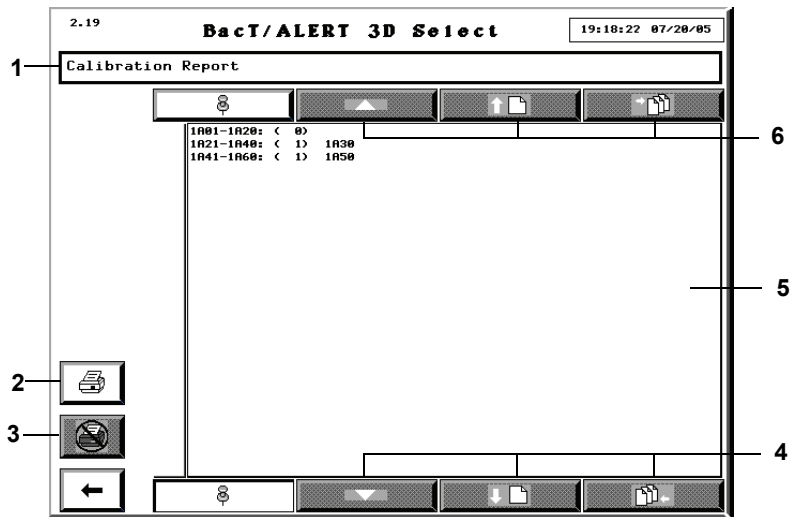 2.19
BacT/ALERT 3D Select
19:18:22 07/20/05
1
Calibration Report
6
1A01-1A20: (  0)
1A21-1A40: (  1)  1A30
1A41-1A60: (  1)  1A50
5
2
3
4